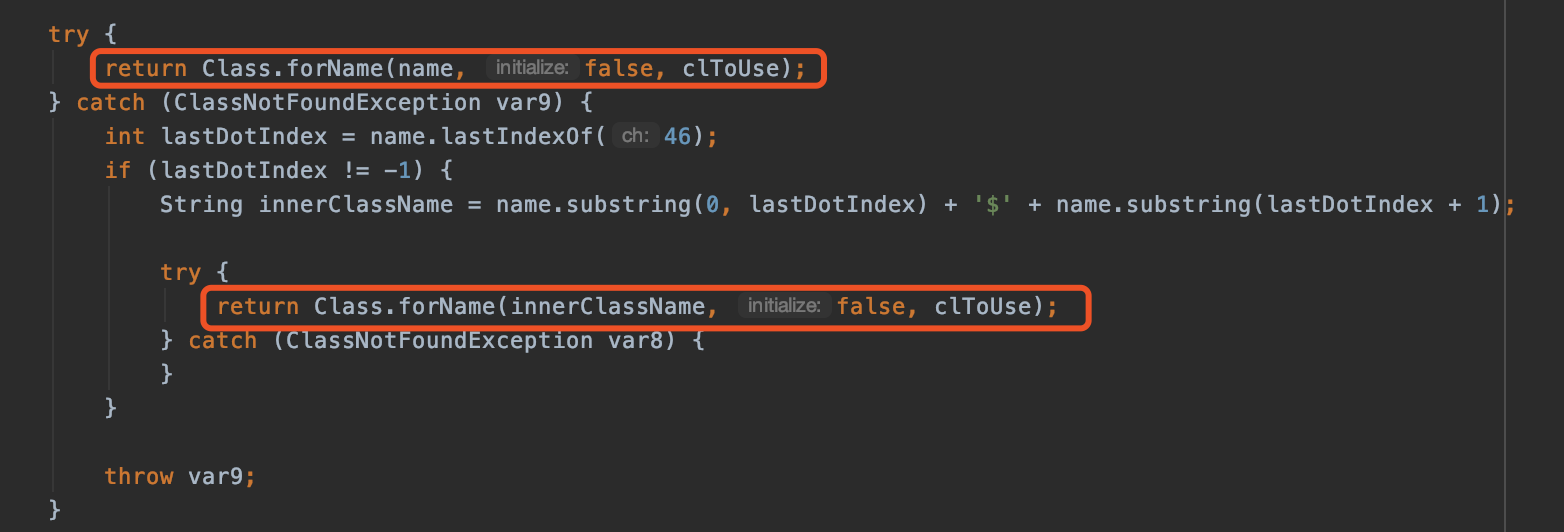 try {
return Class.forName(name, initialize: false, clToUse);
} catch (ClassNotFoundException var9) {
int lastDotIndex = name.lastIndexOf( ch: 46);
if (lastDotIndex != -1) {
String innerClassName = name.substring(0, lastDotIndex) + '$' + name.substring(lastDotIndex + 1);
try {
return Class.forName(innerClassName, initialize: false, clToUse);
} catch (ClassNotFoundException var8) {
}
}
throw var9;
}